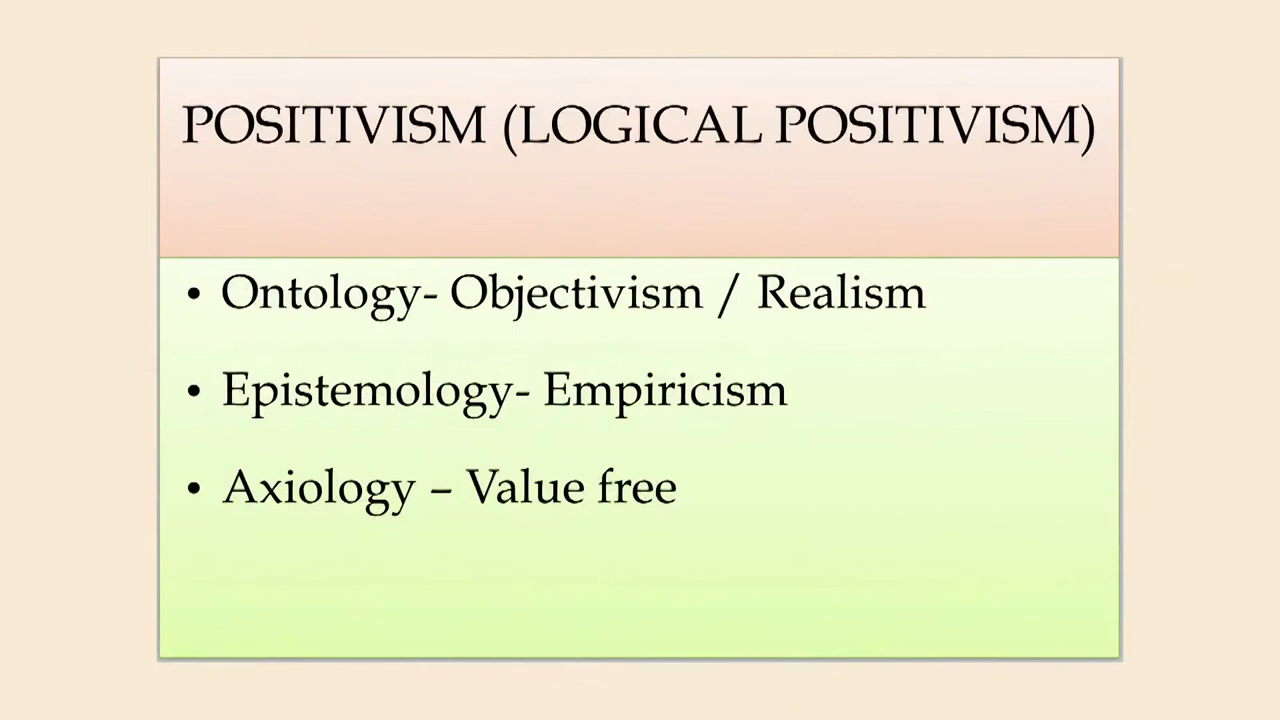 POSITIVISM (LOGICAL POSITIVISM)
• Ontology- Objectivism / Realism
• Epistemology- Empiricism
• Axiology – Value free